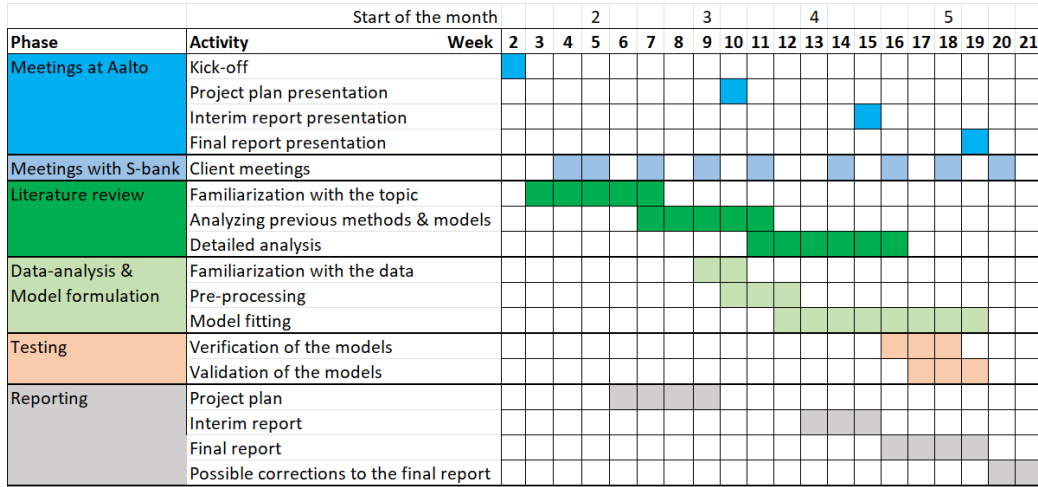 Start of the month 2 3 4 5
Phase Activity Week 2 3 4 5 6 7 8 9 10 11 12 13 14 15 16 17 18 19 20 21
Meetings at Aalto Kick-off
Project plan presentation
Interim report presentation
Final report presentation
Meetings with S-bank Client meetings
Literature review Familiarization with the topic
Analyzing previous methods & models
Detailed analysis
Data-analysis & Familiarization with the data
Model formulation Pre-processing
Model fitting
Testing Verification of the models
Validation of the models
Reporting Project plan
Interim report
Final report
Possible corrections to the final report